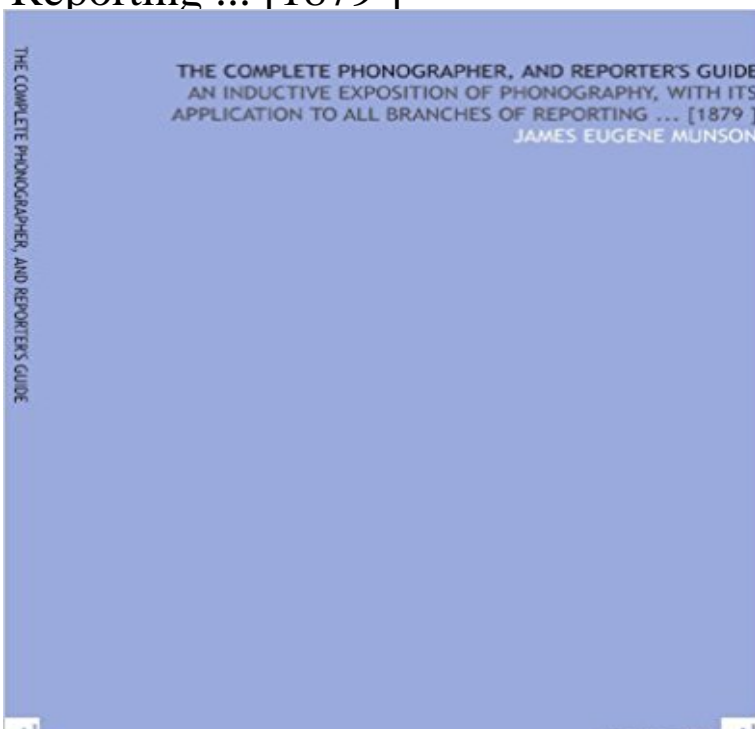 Reporting ... [1879 ]
THE COMPLETE PHONOGRAPHER, AND REPORTER'S GUIDE
THE COMPLETE PHONOGRAPHER, AND REPORTER'S GUIDE
AN INDUCTIVE EXPOSITION OF PHONOGRAPHY, WITH ITS
APPLICATION TO ALL BRANCHES OF REPORTING ... [1879 ]
JAMES EUGENE MUNSON